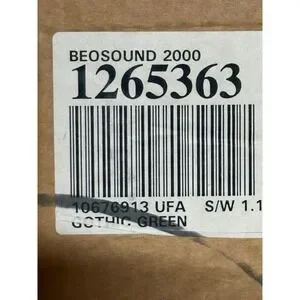 BEOSOUND 2000
1265363
10676913 UFA S/W 1.1
GOTHIC GREEN